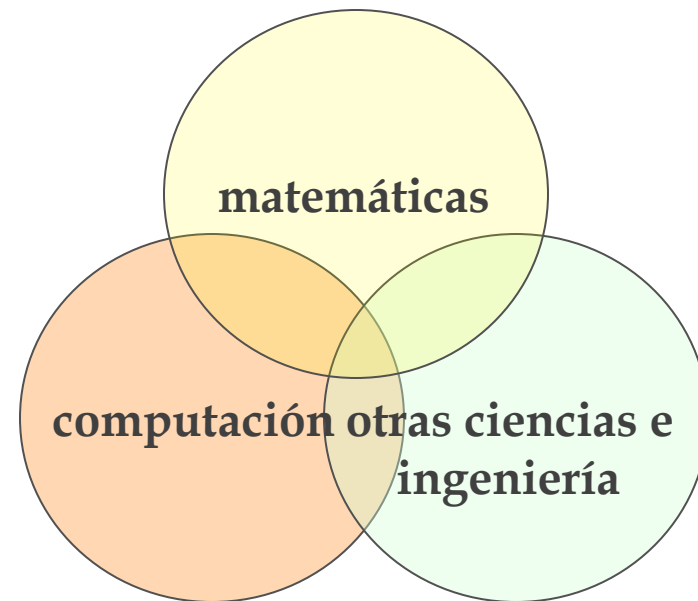 matemáticas
computación otras ciencias e
ingeniería